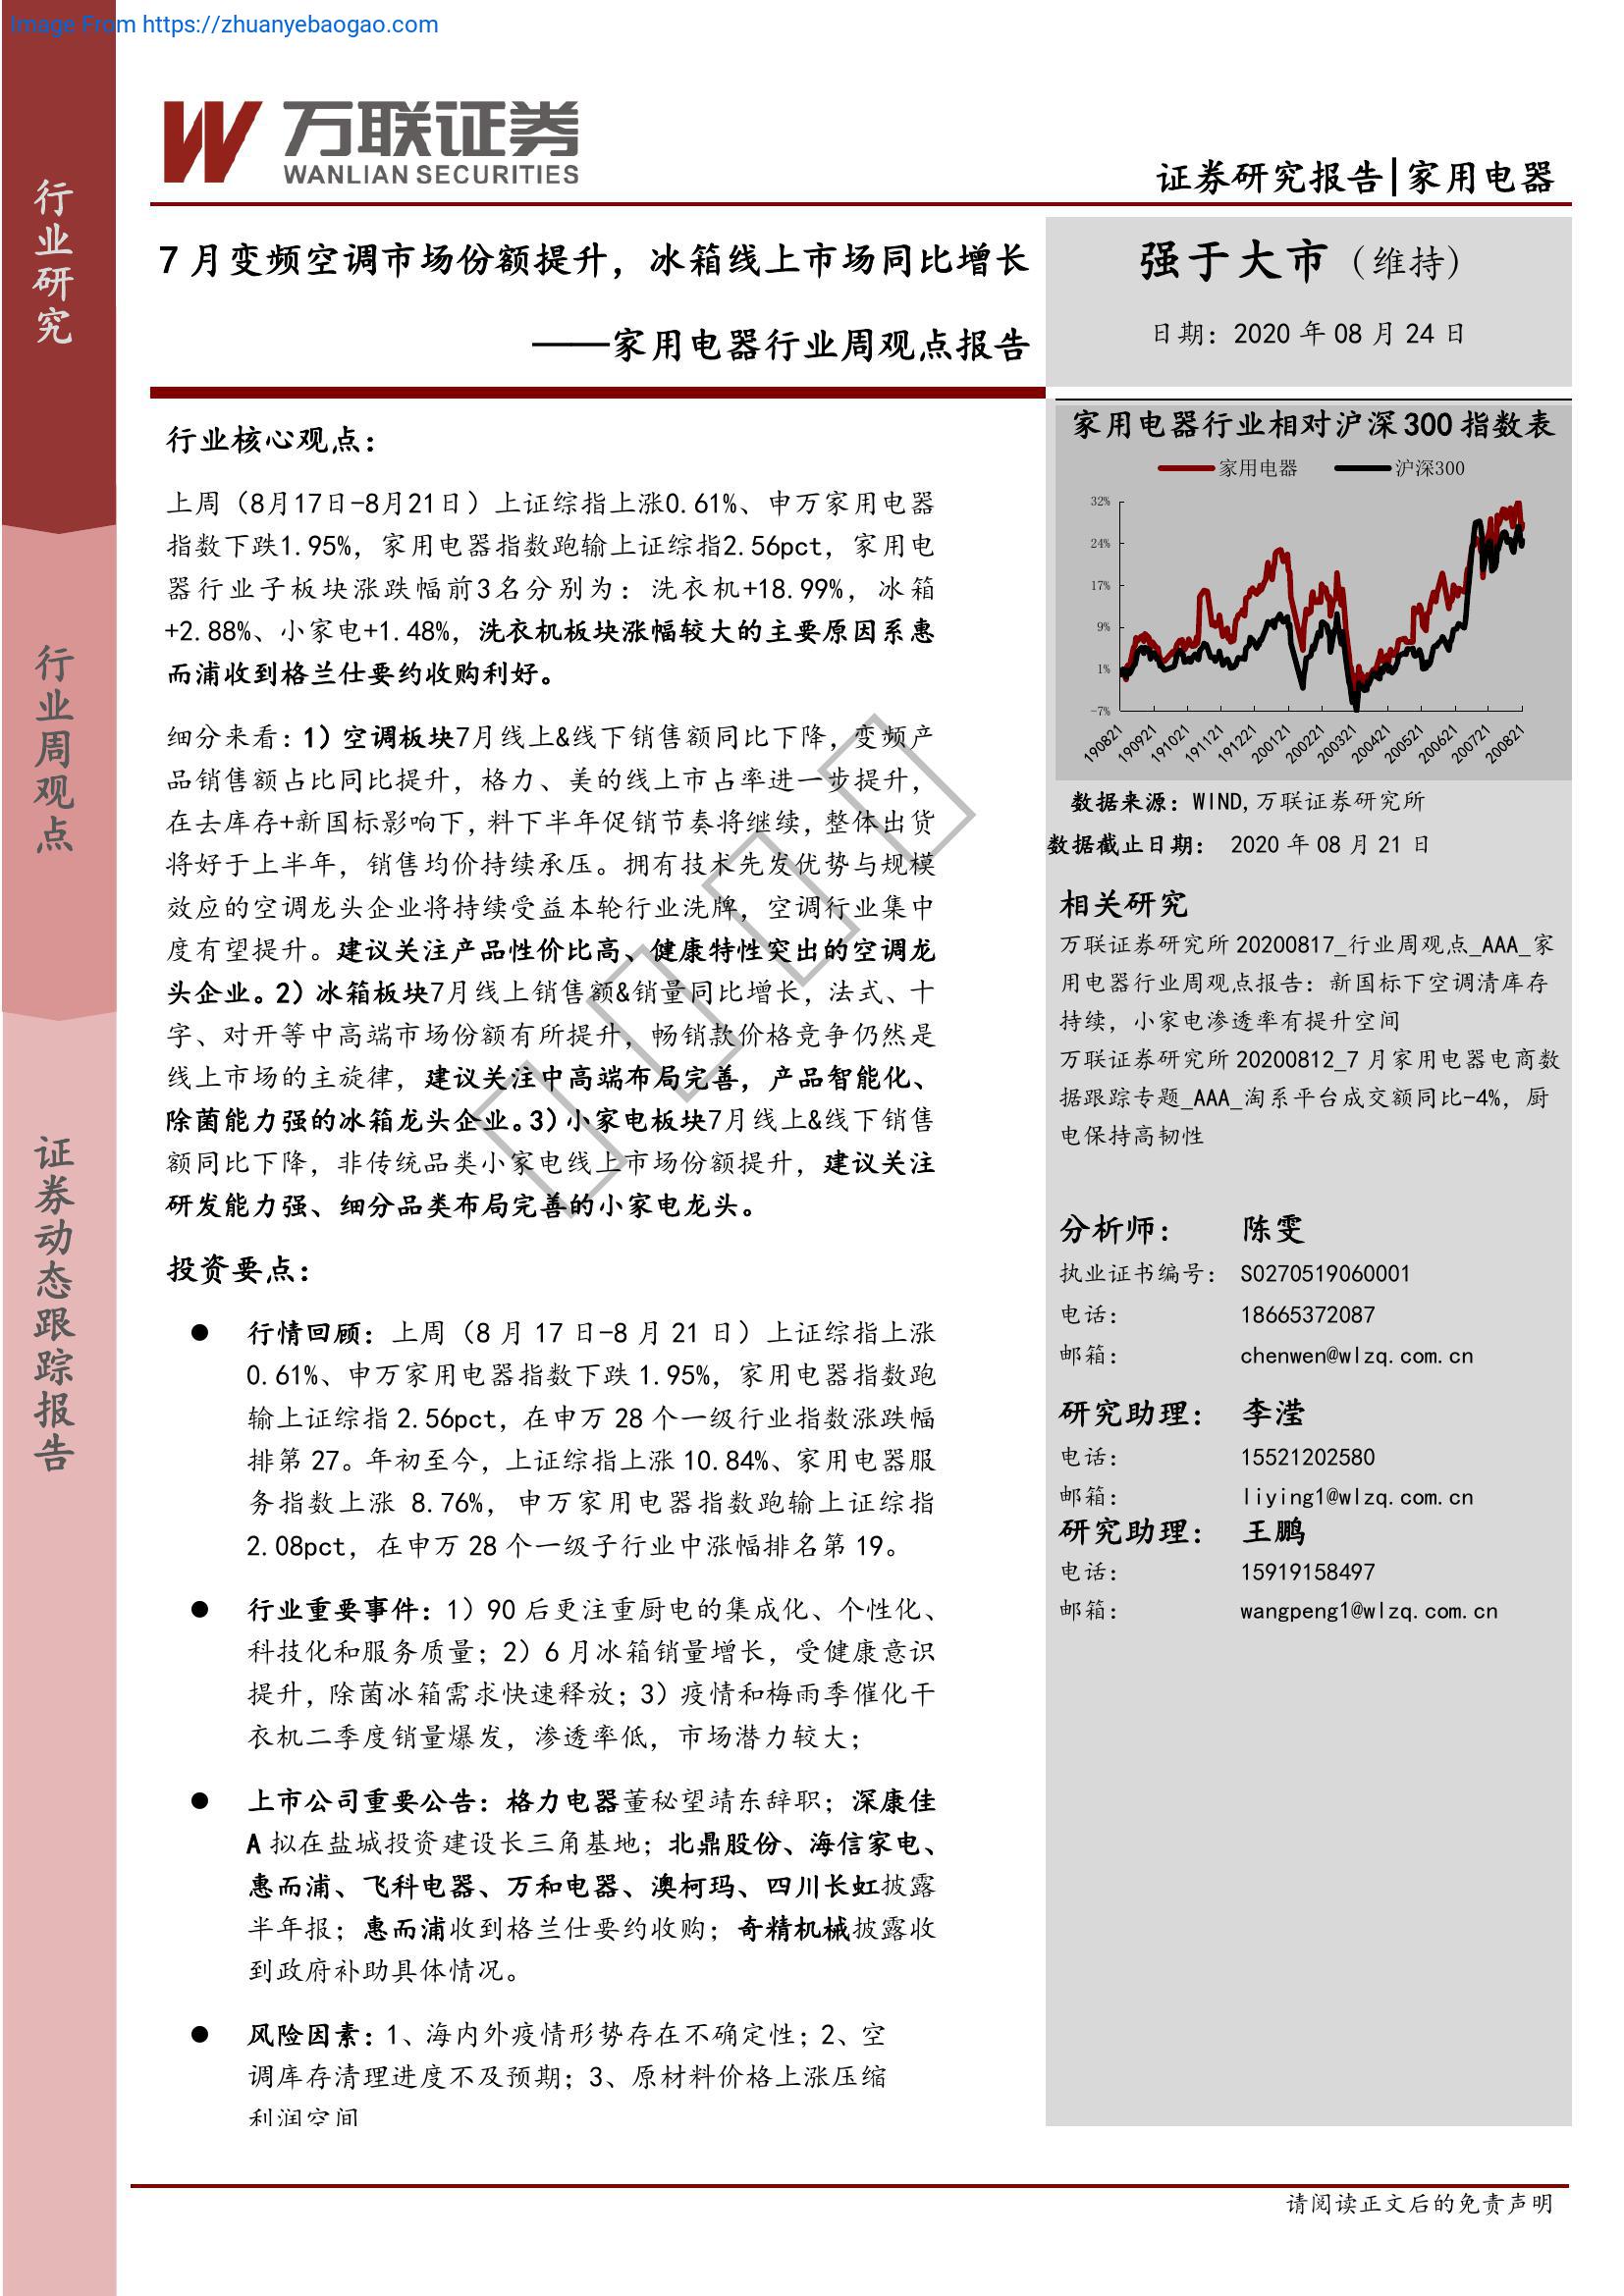 Image From https://zhuanyebaogao.com
行业研究
行业周观点
证券动态跟踪报告
万联证券
WANLIAN SECURITIES
证券研究报告|家用电器
7 月变频空调市场份额提升，冰箱线上市场同比增长
——家用电器行业周观点报告
强于大市（维持）
日期：2020 年 08 月 24 日
行业核心观点：
上周（8月17日-8月21日）上证综指上涨0.61%、申万家用电器
指数下跌1.95%，家用电器指数跑输上证综指2.56pct，家用电
器行业子板块涨跌幅前3名分别为：洗衣机+18.99%，冰箱
+2.88%、小家电+1.48%，洗衣机板块涨幅较大的主要原因系惠
而浦收到格兰仕要约收购利好。
细分来看：1）空调板块7月线上&线下销售额同比下降，变频产
品销售额占比同比提升，格力、美的线上市占率进一步提升，
在去库存+新国标影响下，料下半年促销节奏将继续，整体出货
将好于上半年，销售均价持续承压。拥有技术先发优势与规模
效应的空调龙头企业将持续受益本轮行业洗牌，空调行业集中
度有望提升。建议关注产品性价比高、健康特性突出的空调龙
头企业。2）冰箱板块7月线上销售额&销量同比增长，法式、十
字、对开等中高端市场份额有所提升，畅销款价格竞争仍然是
线上市场的主旋律，建议关注中高端布局完善，产品智能化、
除菌能力强的冰箱龙头企业。3）小家电板块7月线上&线下销售
额同比下降，非传统品类小家电线上市场份额提升，建议关注
研发能力强、细分品类布局完善的小家电龙头。
投资要点：
● 行情回顾：上周（8 月 17 日-8 月 21 日）上证综指上涨
0.61%、申万家用电器指数下跌 1.95%，家用电器指数跑
输上证综指 2.56pct，在申万 28 个一级行业指数涨跌幅
排第 27。年初至今，上证综指上涨 10.84%、家用电器服
务指数上涨 8.76%，申万家用电器指数跑输上证综指
2.08pct，在申万 28 个一级子行业中涨幅排名第 19。
● 行业重要事件：1）90 后更注重厨电的集成化、个性化、
科技化和服务质量；2）6 月冰箱销量增长，受健康意识
提升，除菌冰箱需求快速释放；3）疫情和梅雨季催化干
衣机二季度销量爆发，渗透率低，市场潜力较大；
● 上市公司重要公告：格力电器董秘望靖东辞职；深康佳
A 拟在盐城投资建设长三角基地；北鼎股份、海信家电、
惠而浦、飞科电器、万和电器、澳柯玛、四川长虹披露
半年报；惠而浦收到格兰仕要约收购；奇精机械披露收
到政府补助具体情况。
● 风险因素：1、海内外疫情形势存在不确定性；2、空
调库存清理进度不及预期；3、原材料价格上涨压缩
利润空间
家用电器行业相对沪深 300 指数表
家用电器 沪深300
32%
24%
17%
9%
1%
-7%
190821 190921 191021 191121 191221 200121 200221 200321 200421 200521 200621 200721 200821
数据来源：WIND,万联证券研究所
数据截止日期： 2020 年 08 月 21 日
相关研究
万联证券研究所 20200817_行业周观点_AAA_家
用电器行业周观点报告：新国标下空调清库存
持续，小家电渗透率有提升空间
万联证券研究所 20200812_7 月家用电器电商数
据跟踪专题_AAA_淘系平台成交额同比-4%，厨
电保持高韧性
分析师： 陈雯
执业证书编号： S0270519060001
电话： 18665372087
邮箱： chenwen@wlzq.com.cn
研究助理： 李滢
电话： 15521202580
邮箱： liying1@wlzq.com.cn
研究助理： 王鹏
电话： 15919158497
邮箱： wangpeng1@wlzq.com.cn
请阅读正文后的免责声明